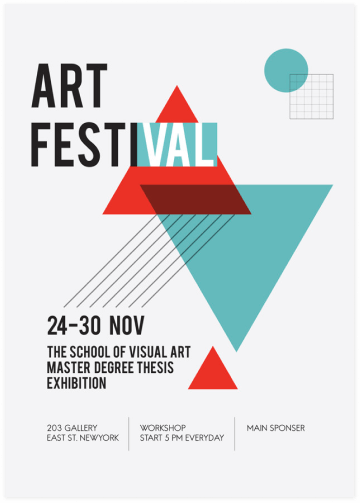 ART
FESTIVAL
24-30 NOV
THE SCHOOL OF VISUAL ART
MASTER DEGREE THESIS
EXHIBITION
203 GALLERY
EAST ST. NEWYORK
WORKSHOP
START 5 PM EVERYDAY
MAIN SPONSER